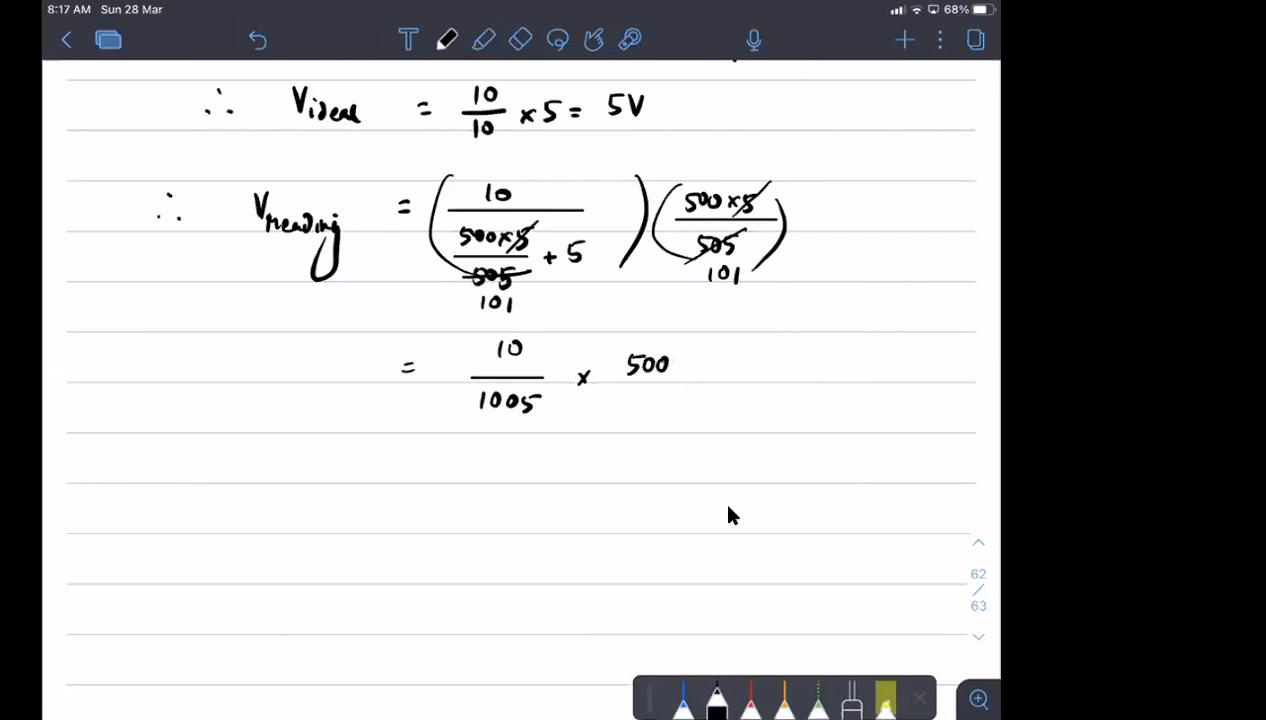 8:17 AM Sun 28 Mar 68%
T
∴ Videal = 10/10 × 5 = 5V
∴ Vreading = (10 / (500×5/505 101 + 5)) (500×5/505 101)
= 10/1005 × 500
62
/
63